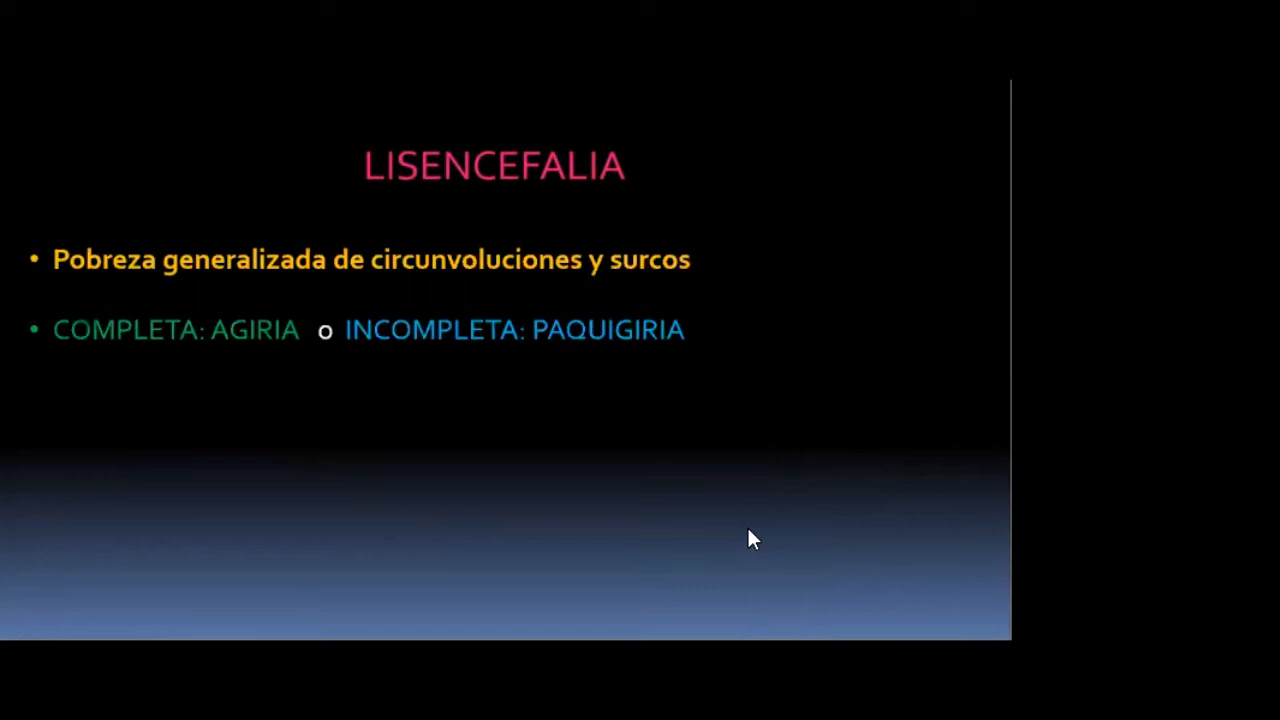 LISENCEFALIA
• Pobreza generalizada de circunvoluciones y surcos
• COMPLETA: AGIRIA o INCOMPLETA: PAQUIGIRIA